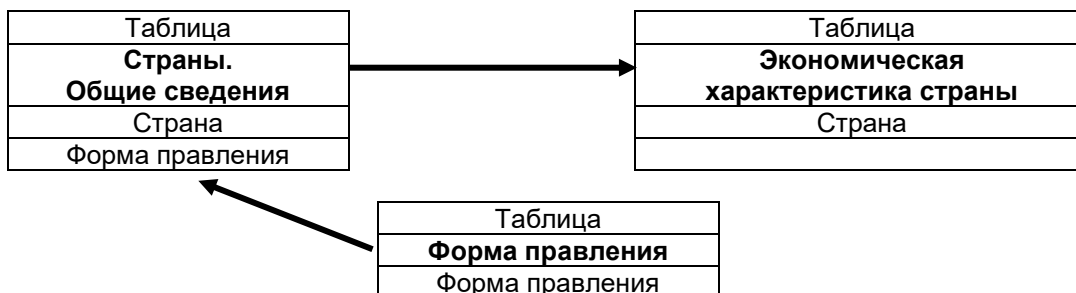 Таблица
Страны.
Общие сведения
Страна
Форма правления
Таблица
Экономическая
характеристика страны
Страна
Таблица
Форма правления
Форма правления